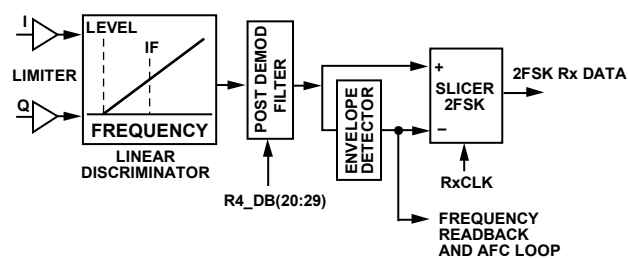 I
LIMITER
Q
LEVEL
IF
FREQUENCY
LINEAR
DISCRIMINATOR
POST DEMOD
FILTER
R4_DB(20:29)
ENVELOPE
DETECTOR
+
SLICER
2FSK
–
RxCLK
2FSK Rx DATA
FREQUENCY
READBACK
AND AFC LOOP